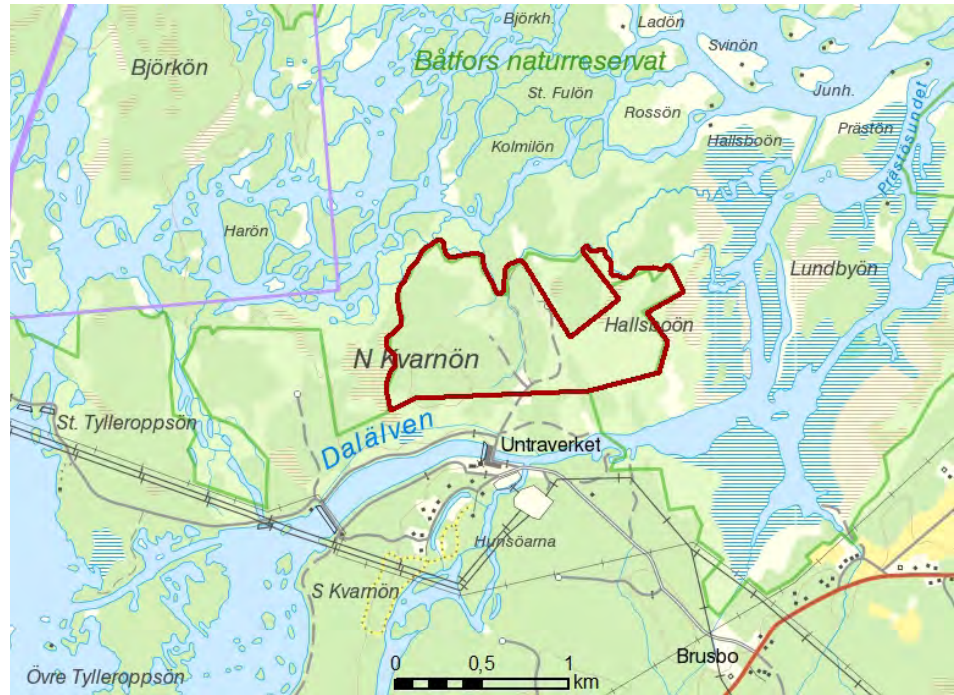 Björkh.
Ladön
Svinön
Björkön
Båtfors naturreservat
St. Fulön
Junh.
Rossön
Hallsboön
Prästön
Kolmilön
Prästösundet
Harön
Lundbyön
Hallsboön
N Kvarnön
St. Tylleroppsön
Dalälven
Untraverket
Hunsöarna
S Kvarnön
Brusbo
Övre Tylleroppsön
0 0,5 1
km